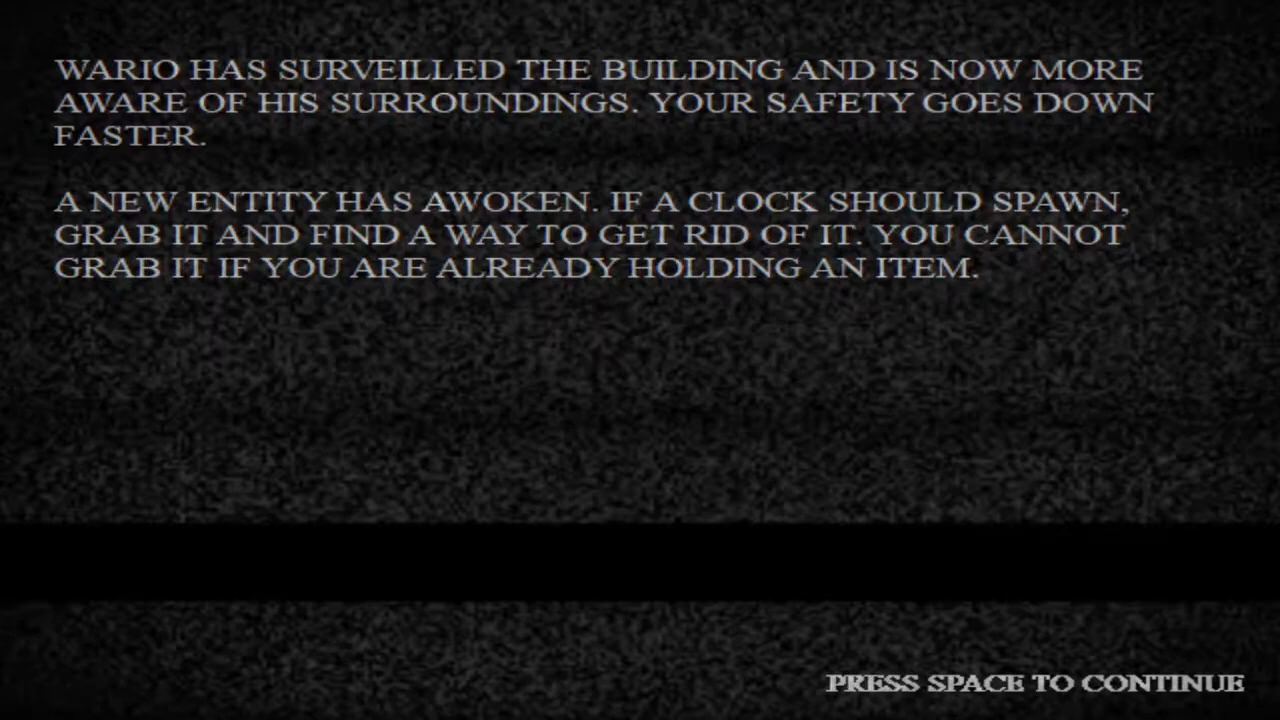 WARIO HAS SURVEILLED THE BUILDING AND IS NOW MORE
AWARE OF HIS SURROUNDINGS. YOUR SAFETY GOES DOWN
FASTER.
A NEW ENTITY HAS AWOKEN. IF A CLOCK SHOULD SPAWN,
GRAB IT AND FIND A WAY TO GET RID OF IT. YOU CANNOT
GRAB IT IF YOU ARE ALREADY HOLDING AN ITEM.
PRESS SPACE TO CONTINUE